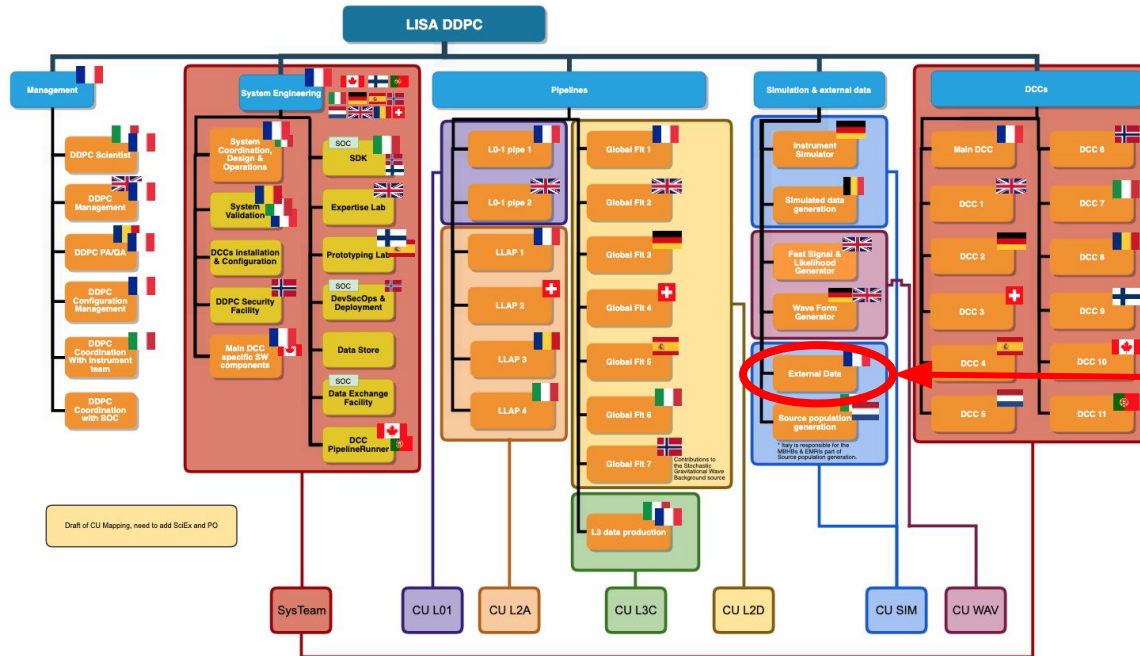 LISA DDPC
Management
System Engineering
Pipelines
Simulation & external data
DCCs
DDPC Scientist
DDPC
Management
DDPC PA/QA
DDPC
Configuration
Management
DDPC
Coordination
With Instrument
team
DDPC
Coordination
with SOC
System
Coordination,
Design &
Operations
System
Validation
DCCs installation
& Configuration
DDPC Security
Facility
Main DCC
specific SW
components
SOC
SDK
Expertise Lab
Prototyping Lab
SOC
DevSecOps &
Deployment
Data Store
SOC
Data Exchange
Facility
DCC
PipelineRunner
L0-1 pipe 1
L0-1 pipe 2
LLAP 1
LLAP 2
LLAP 3
LLAP 4
Global Fit 1
Global Fit 2
Global Fit 3
Global Fit 4
Global Fit 5
Global Fit 6
Global Fit 7
Contributions to
the Stochastic
Gravitational Wave
Background source
L3 data production
Instrument
Simulator
Simulated data
generation
Fast Signal &
Likelihood
Generator
Wave Form
Generator
External Data
Source population
generation
* Italy is responsible for the
MBHBs & EMRIs part of
Source population generation.
Main DCC
DCC 1
DCC 2
DCC 3
DCC 4
DCC 5
DCC 6
DCC 7
DCC 8
DCC 9
DCC 10
DCC 11
Draft of CU Mapping, need to add SciEx and PO
SysTeam
CU L01
CU L2A
CU L3C
CU L2D
CU SIM
CU WAV